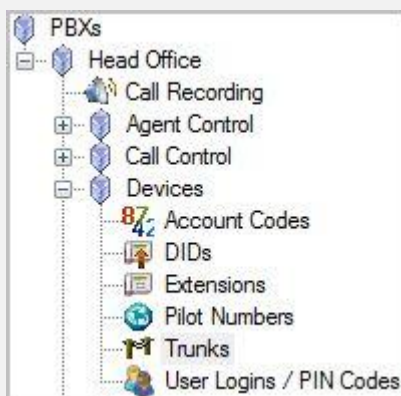 PBXs
Head Office
Call Recording
Agent Control
Call Control
Devices
Account Codes
DIDs
Extensions
Pilot Numbers
Trunks
User Logins / PIN Codes